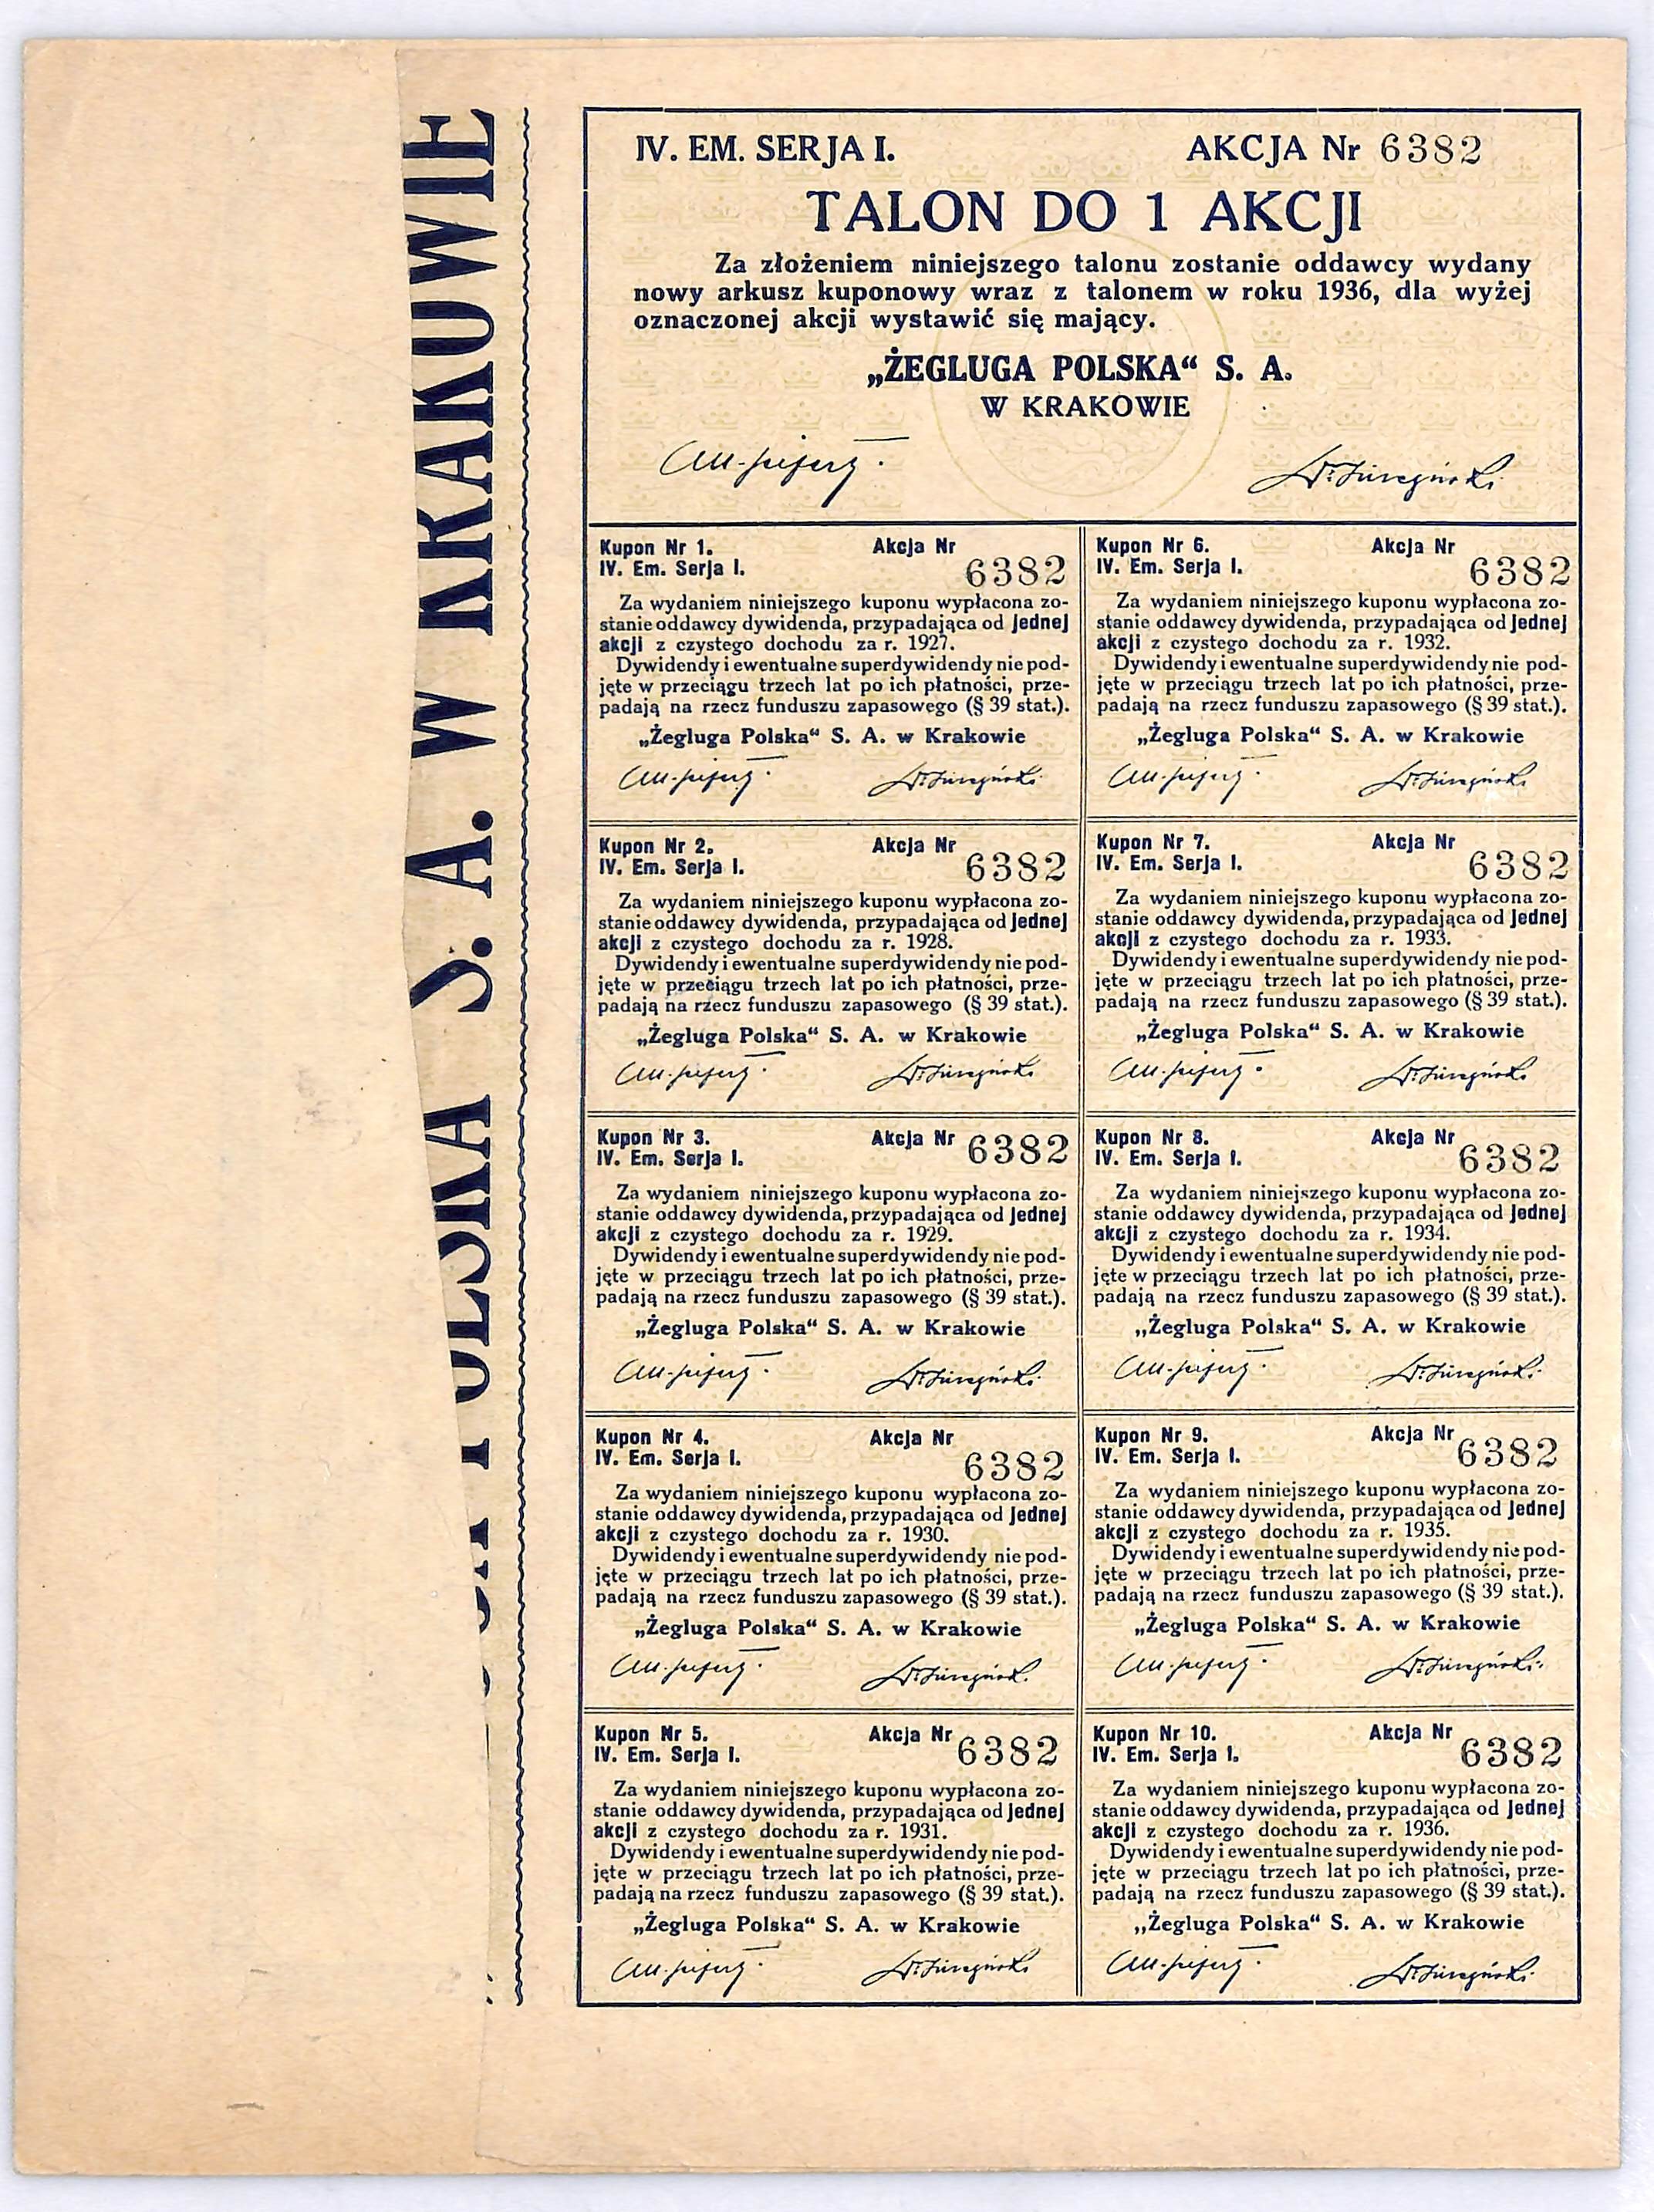 S. A. W KRAKOWIE
IV. EM. SERJA I. AKCJA Nr 6382
TALON DO 1 AKCJI
Za złożeniem niniejszego talonu zostanie oddawcy wydany
nowy arkusz kuponowy wraz z talonem w roku 1936, dla wyżej
oznaczonej akcji wystawić się mający.
„ŻEGLUGA POLSKA“ S. A.
W KRAKOWIE
Kupon Nr 1. Akcja Nr
IV. Em. Serja I. 6382
Za wydaniem niniejszego kuponu wypłacona zo-
stanie oddawcy dywidenda, przypadająca od jednej
akcji z czystego dochodu za r. 1927.
Dywidendy i ewentualne superdywidendy nie pod-
jęte w przeciągu trzech lat po ich płatności, prze-
padają na rzecz funduszu zapasowego (§ 39 stat.).
„Żegluga Polska“ S. A. w Krakowie
Kupon Nr 2. Akcja Nr
IV. Em. Serja I. 6382
Za wydaniem niniejszego kuponu wypłacona zo-
stanie oddawcy dywidenda, przypadająca od jednej
akcji z czystego dochodu za r. 1928.
Dywidendy i ewentualne superdywidendy nie pod-
jęte w przeciągu trzech lat po ich płatności, prze-
padają na rzecz funduszu zapasowego (§ 39 stat.).
„Żegluga Polska“ S. A. w Krakowie
Kupon Nr 3. Akcja Nr 6382
IV. Em. Serja I.
Za wydaniem niniejszego kuponu wypłacona zo-
stanie oddawcy dywidenda, przypadająca od jednej
akcji z czystego dochodu za r. 1929.
Dywidendy i ewentualne superdywidendy nie pod-
jęte w przeciągu trzech lat po ich płatności, prze-
padają na rzecz funduszu zapasowego (§ 39 stat.).
„Żegluga Polska“ S. A. w Krakowie
Kupon Nr 4. Akcja Nr
IV. Em. Serja I. 6382
Za wydaniem niniejszego kuponu wypłacona zo-
stanie oddawcy dywidenda, przypadająca od jednej
akcji z czystego dochodu za r. 1930.
Dywidendy i ewentualne superdywidendy nie pod-
jęte w przeciągu trzech lat po ich płatności, prze-
padają na rzecz funduszu zapasowego (§ 39 stat.).
„Żegluga Polska“ S. A. w Krakowie
Kupon Nr 5. Akcja Nr 6382
IV. Em. Serja I.
Za wydaniem niniejszego kuponu wypłacona zo-
stanie oddawcy dywidenda, przypadająca od jednej
akcji z czystego dochodu za r. 1931.
Dywidendy i ewentualne superdywidendy nie pod-
jęte w przeciągu trzech lat po ich płatności, prze-
padają na rzecz funduszu zapasowego (§ 39 stat.).
„Żegluga Polska“ S. A. w Krakowie
Kupon Nr 6. Akcja Nr
IV. Em. Serja I. 6382
Za wydaniem niniejszego kuponu wypłacona zo-
stanie oddawcy dywidenda, przypadająca od jednej
akcji z czystego dochodu za r. 1932.
Dywidendy i ewentualne superdywidendy nie pod-
jęte w przeciągu trzech lat po ich płatności, prze-
padają na rzecz funduszu zapasowego (§ 39 stat.).
„Żegluga Polska“ S. A. w Krakowie
Kupon Nr 7. Akcja Nr
IV. Em. Serja I. 6382
Za wydaniem niniejszego kuponu wypłacona zo-
stanie oddawcy dywidenda, przypadająca od jednej
akcji z czystego dochodu za r. 1933.
Dywidendy i ewentualne superdywidendy nie pod-
jęte w przeciągu trzech lat po ich płatności, prze-
padają na rzecz funduszu zapasowego (§ 39 stat.).
„Żegluga Polska“ S. A. w Krakowie
Kupon Nr 8. Akcja Nr
IV. Em. Serja I. 6382
Za wydaniem niniejszego kuponu wypłacona zo-
stanie oddawcy dywidenda, przypadająca od jednej
akcji z czystego dochodu za r. 1934.
Dywidendy i ewentualne superdywidendy nie pod-
jęte w przeciągu trzech lat po ich płatności, prze-
padają na rzecz funduszu zapasowego (§ 39 stat.).
„Żegluga Polska“ S. A. w Krakowie
Kupon Nr 9. Akcja Nr 6382
IV. Em. Serja I.
Za wydaniem niniejszego kuponu wypłacona zo-
stanie oddawcy dywidenda, przypadająca od jednej
akcji z czystego dochodu za r. 1935.
Dywidendy i ewentualne superdywidendy nie pod-
jęte w przeciągu trzech lat po ich płatności, prze-
padają na rzecz funduszu zapasowego (§ 39 stat.).
„Żegluga Polska“ S. A. w Krakowie
Kupon Nr 10. Akcja Nr 6382
IV. Em. Serja I.
Za wydaniem niniejszego kuponu wypłacona zo-
stanie oddawcy dywidenda, przypadająca od jednej
akcji z czystego dochodu za r. 1936.
Dywidendy i ewentualne superdywidendy nie pod-
jęte w przeciągu trzech lat po ich płatności, prze-
padają na rzecz funduszu zapasowego (§ 39 stat.).
„Żegluga Polska“ S. A. w Krakowie